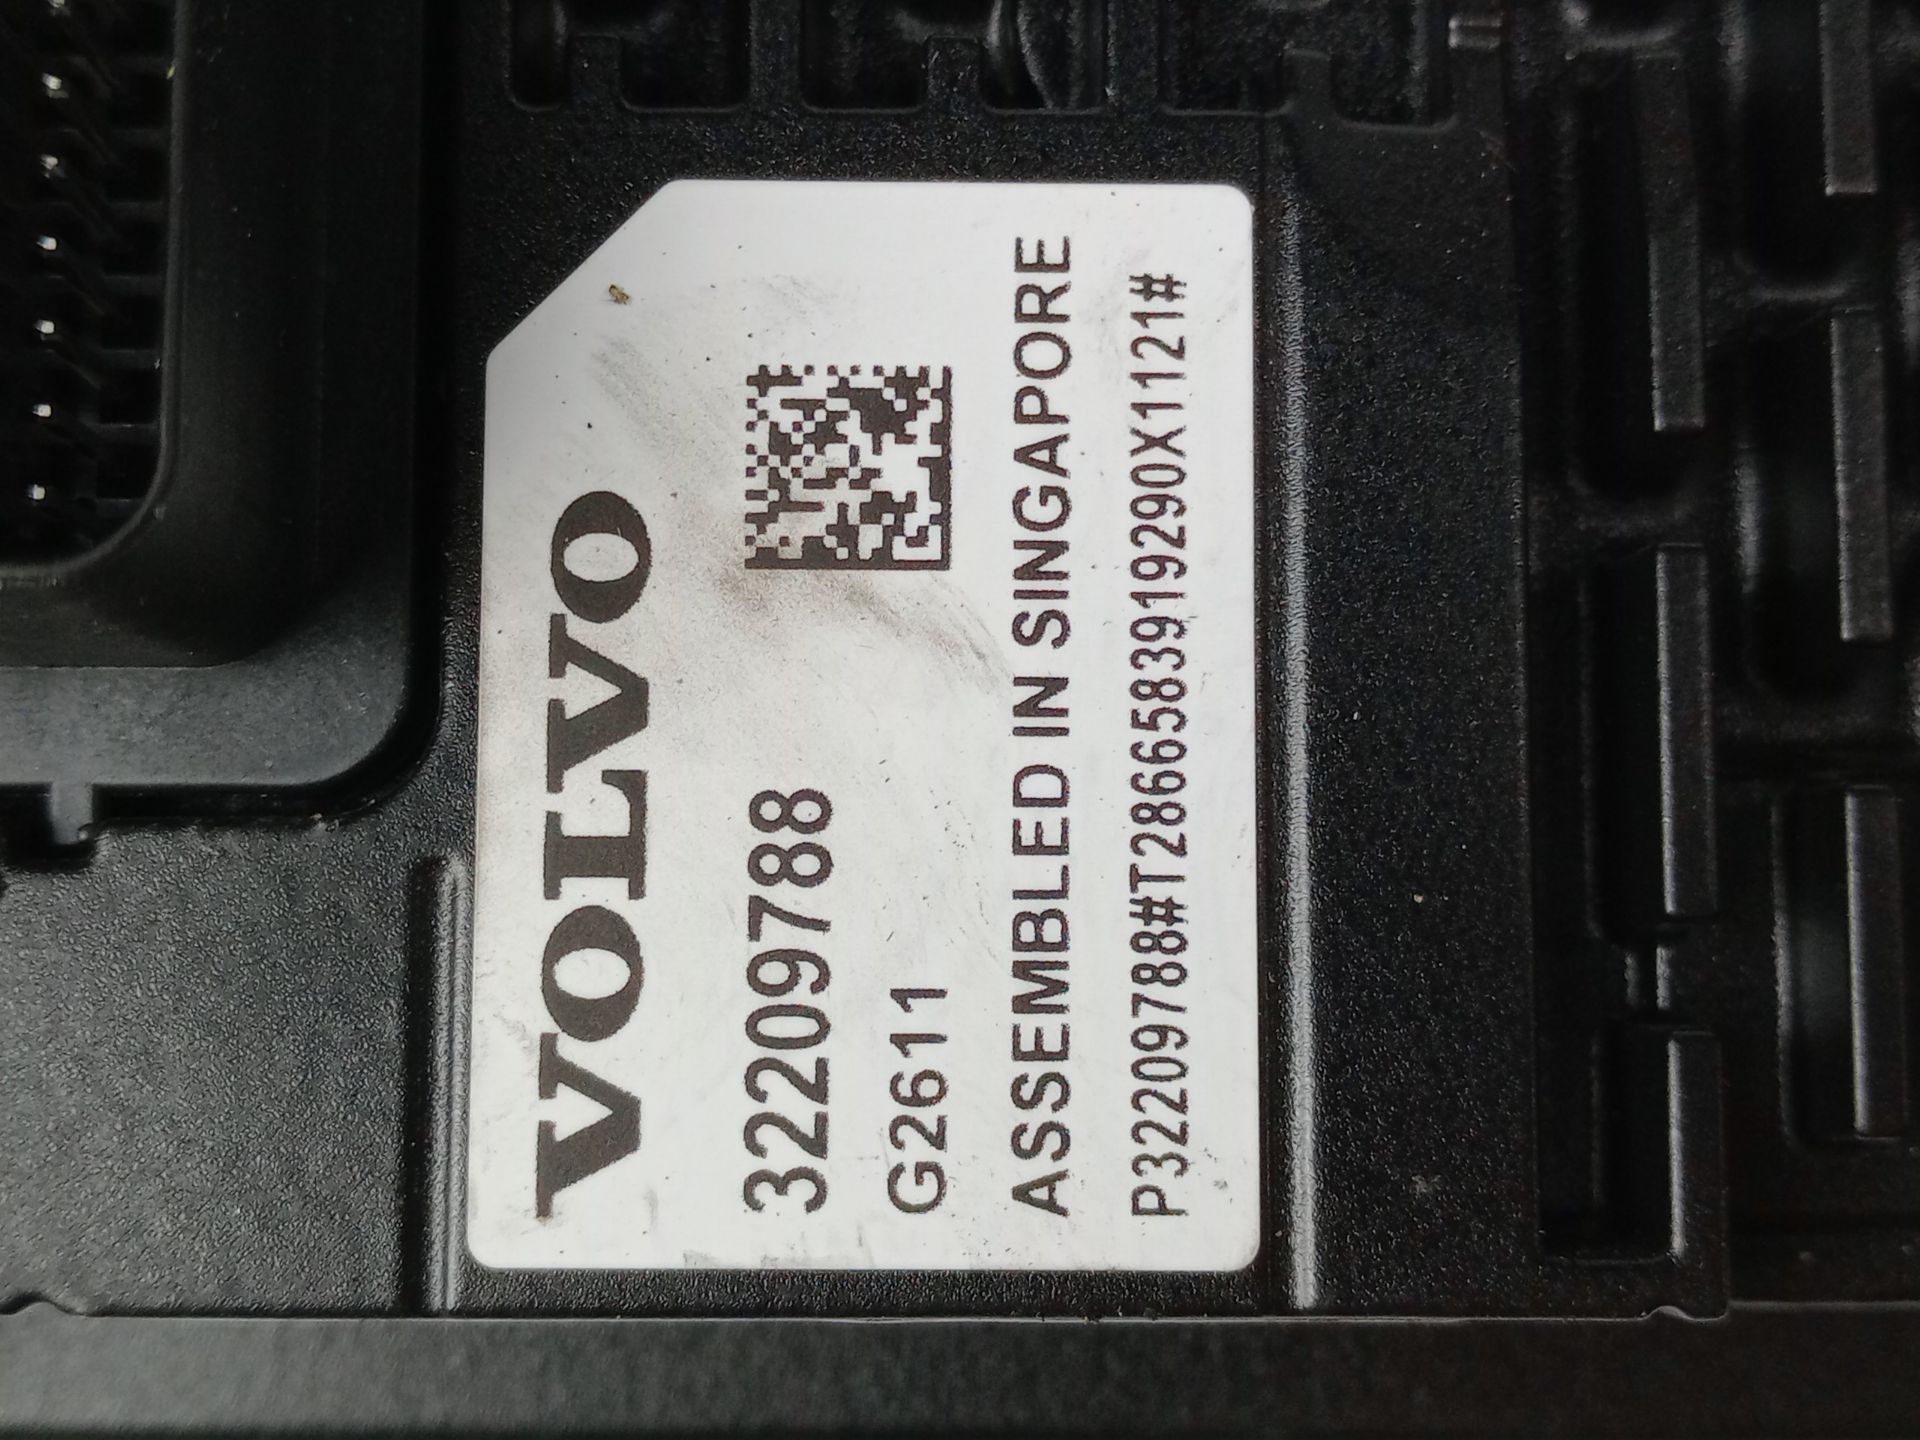 VOLVO
32209788
G2611
ASSEMBLED IN SINGAPORE
P32209788#T2866583919290X1121#